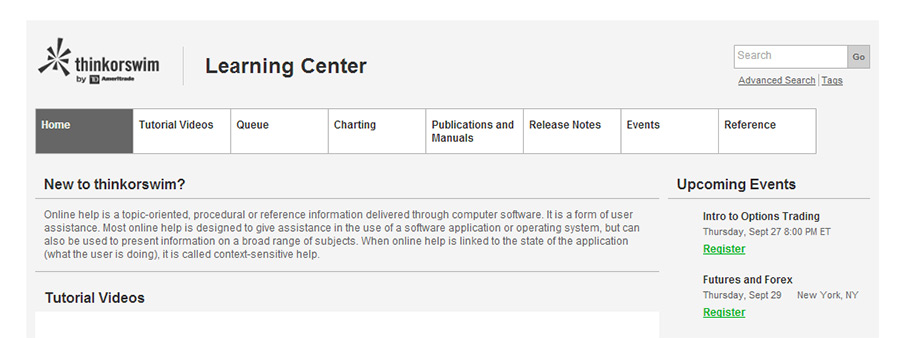 thinkorswim
by TD Ameritrade
Learning Center
Search
Go
Advanced Search | Tags
Home
Tutorial Videos
Queue
Charting
Publications and
Manuals
Release Notes
Events
Reference
New to thinkorswim?
Online help is a topic-oriented, procedural or reference information delivered through computer software. It is a form of user
assistance. Most online help is designed to give assistance in the use of a software application or operating system, but can
also be used to present information on a broad range of subjects. When online help is linked to the state of the application
(what the user is doing), it is called context-sensitive help.
Tutorial Videos
Upcoming Events
Intro to Options Trading
Thursday, Sept 27 8:00 PM ET
Register
Futures and Forex
Thursday, Sept 29 New York, NY
Register